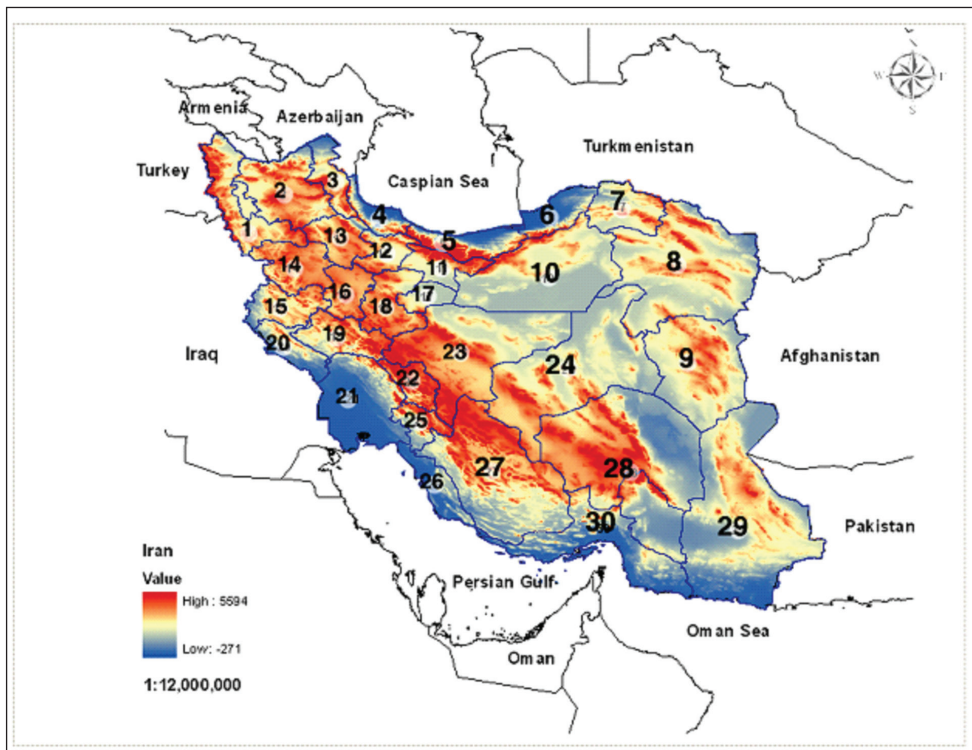 N
W
E
S
Armenia
Azerbaijan
Turkey
Caspian Sea
Turkmenistan
3
2
4
6
7
1
13
12
5
14
11
10
8
15
16
18
17
20
19
23
Iraq
24
9
Afghanistan
21
22
25
26
27
28
30
29
Pakistan
Iran
Value
High : 5594
Low: -271
1:12,000,000
Persian Gulf
Oman
Oman Sea